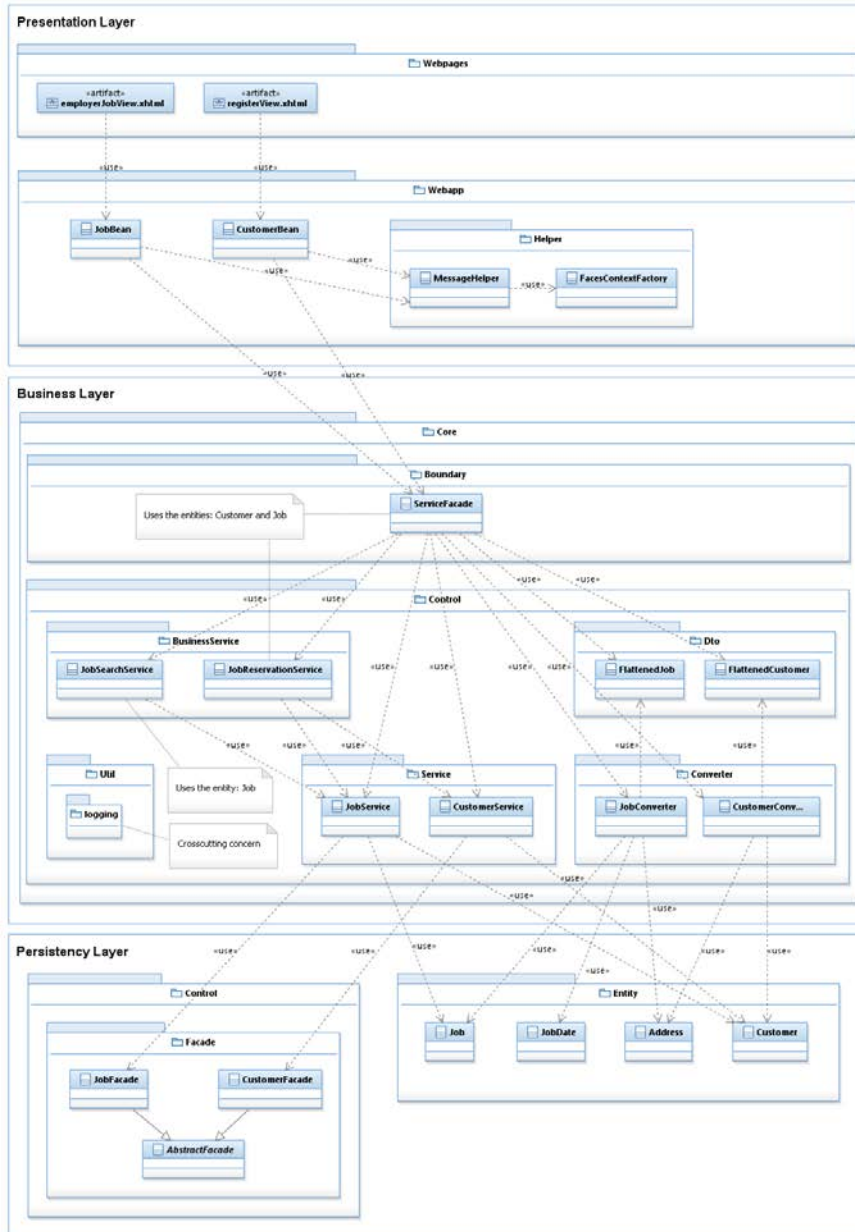 Presentation Layer
Webpages
«artifact»
employerJobView.xhtml
«artifact»
registerView.xhtml
«use»
«use»
Webapp
JobBean
CustomerBean
Helper
«use»
«use»
MessageHelper
«use»
FacesContextFactory
«use»
«use»
Business Layer
Core
Boundary
ServiceFacade
Uses the entities: Customer and Job
«use»
«use»
«use»
«use»
Control
BusinessService
Dto
JobSearchService
JobReservationService
«use»
«use»
«use»
«use»
FlattenedJob
FlattenedCustomer
«use»
«use»
«use»
«use»
«use»
Util
Service
Converter
logging
Uses the entity: Job
JobService
CustomerService
JobConverter
CustomerConv...
Crosscutting concern
«use»
«use»
Persistency Layer
«use»
«use»
«use»
«use»
«use»
«use»
Control
Entity
Facade
Job
JobDate
Address
Customer
JobFacade
CustomerFacade
AbstractFacade